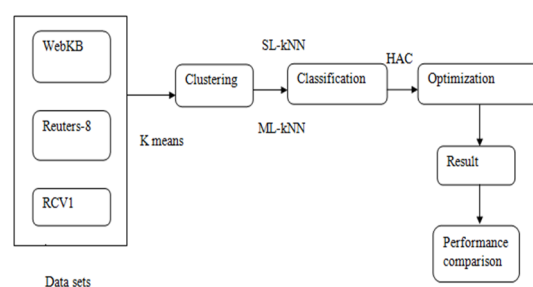 WebKB
Reuters-8
RCV1
Data sets
K means
Clustering
SL-kNN
ML-kNN
Classification
HAC
Optimization
Result
Performance
comparison